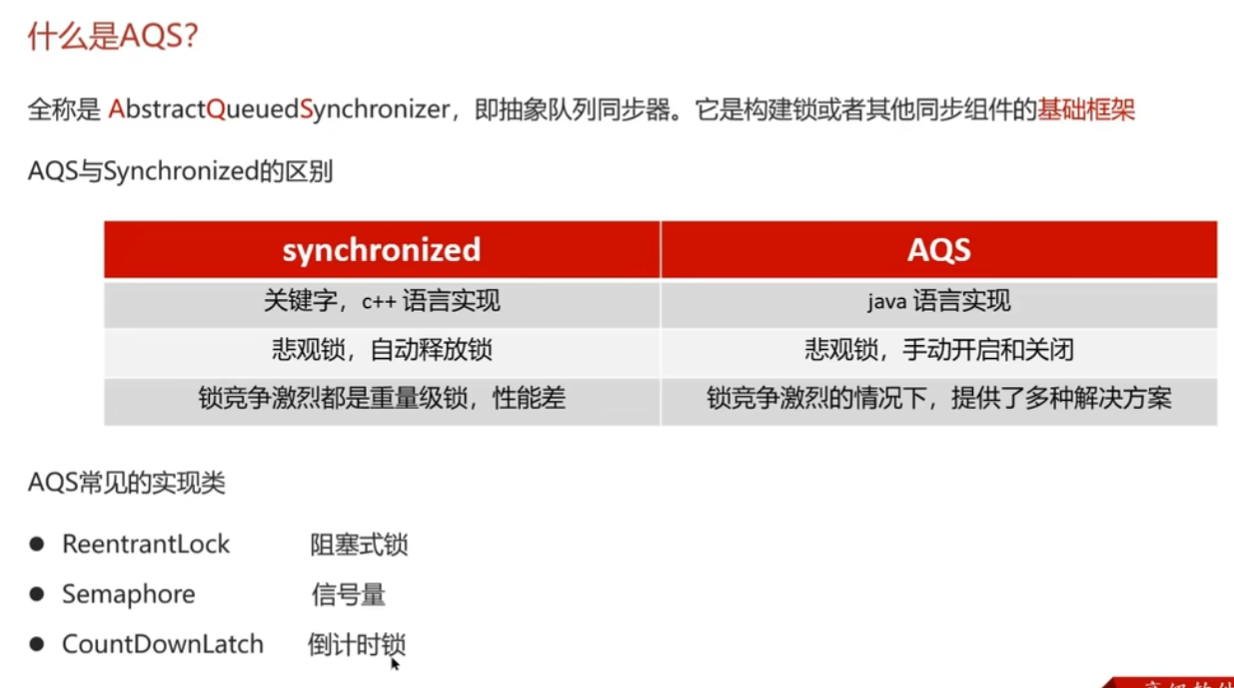 什么是AQS?
全称是 AbstractQueuedSynchronizer，即抽象队列同步器。它是构建锁或者其他同步组件的基础框架
AQS与Synchronized的区别
synchronized AQS
关键字，c++ 语言实现 java 语言实现
悲观锁，自动释放锁 悲观锁，手动开启和关闭
锁竞争激烈都是重量级锁，性能差 锁竞争激烈的情况下，提供了多种解决方案
AQS常见的实现类
● ReentrantLock 阻塞式锁
● Semaphore 信号量
● CountDownLatch 倒计时锁